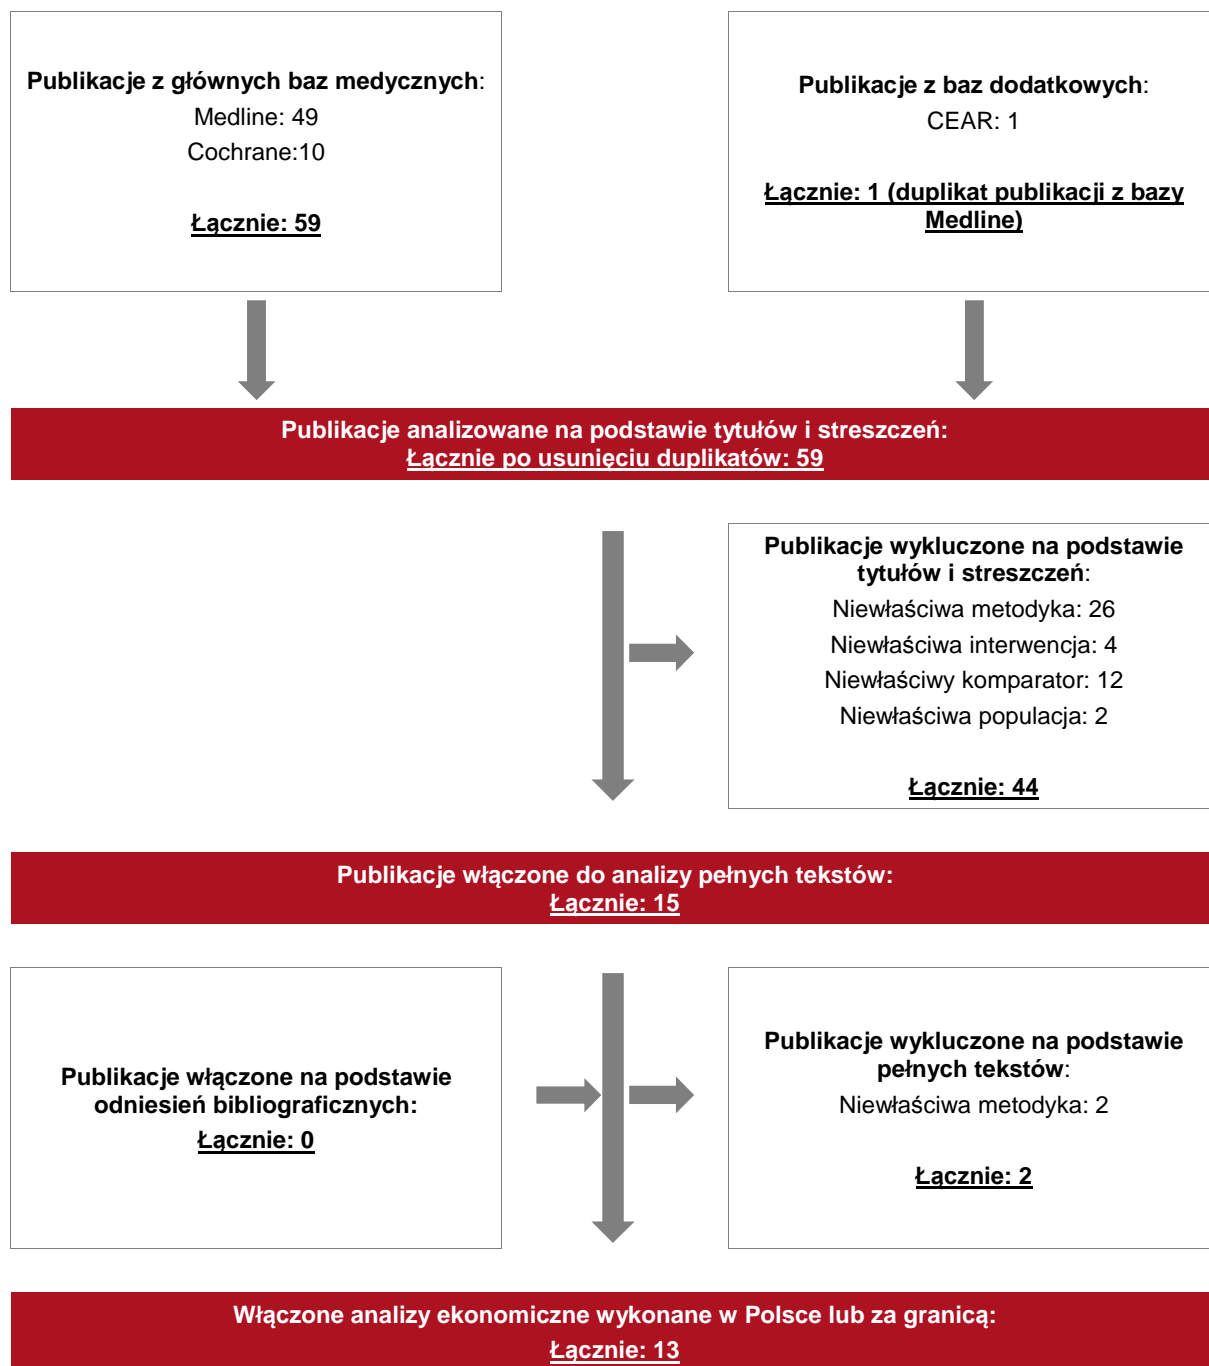 Publikacje z głównych baz medycznych:
Medline: 49
Cochrane:10
Łącznie: 59
Publikacje z baz dodatkowych:
CEAR: 1
Łącznie: 1 (duplikat publikacji z bazy
Medline)
Publikacje analizowane na podstawie tytułów i streszczeń:
Łącznie po usunięciu duplikatów: 59
Publikacje wykluczone na podstawie
tytułów i streszczeń:
Niewłaściwa metodyka: 26
Niewłaściwa interwencja: 4
Niewłaściwy komparator: 12
Niewłaściwa populacja: 2
Łącznie: 44
Publikacje włączone do analizy pełnych tekstów:
Łącznie: 15
Publikacje włączone na podstawie
odniesień bibliograficznych:
Łącznie: 0
Publikacje wykluczone na podstawie
pełnych tekstów:
Niewłaściwa metodyka: 2
Łącznie: 2
Włączone analizy ekonomiczne wykonane w Polsce lub za granicą:
Łącznie: 13